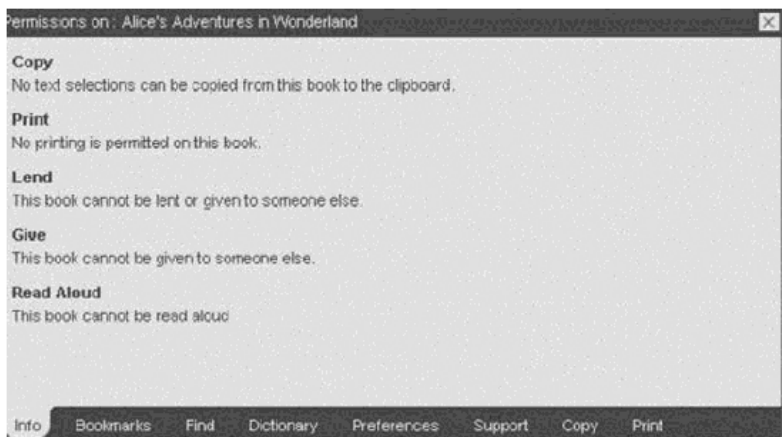 Permissions on : Alice's Adventures in Wonderland
Copy
No text selections can be copied from this book to the clipboard.
Print
No printing is permitted on this book.
Lend
This book cannot be lent or given to someone else.
Give
This book cannot be given to someone else.
Read Aloud
This book cannot be read aloud
Info Bookmarks Find Dictionary Preferences Support Copy Print